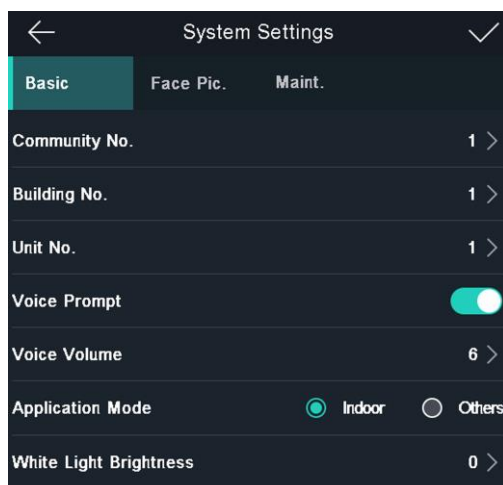 System Settings
Basic Face Pic. Maint.
Community No. 1
Building No. 1
Unit No. 1
Voice Prompt
Voice Volume 6
Application Mode Indoor Others
White Light Brightness 0